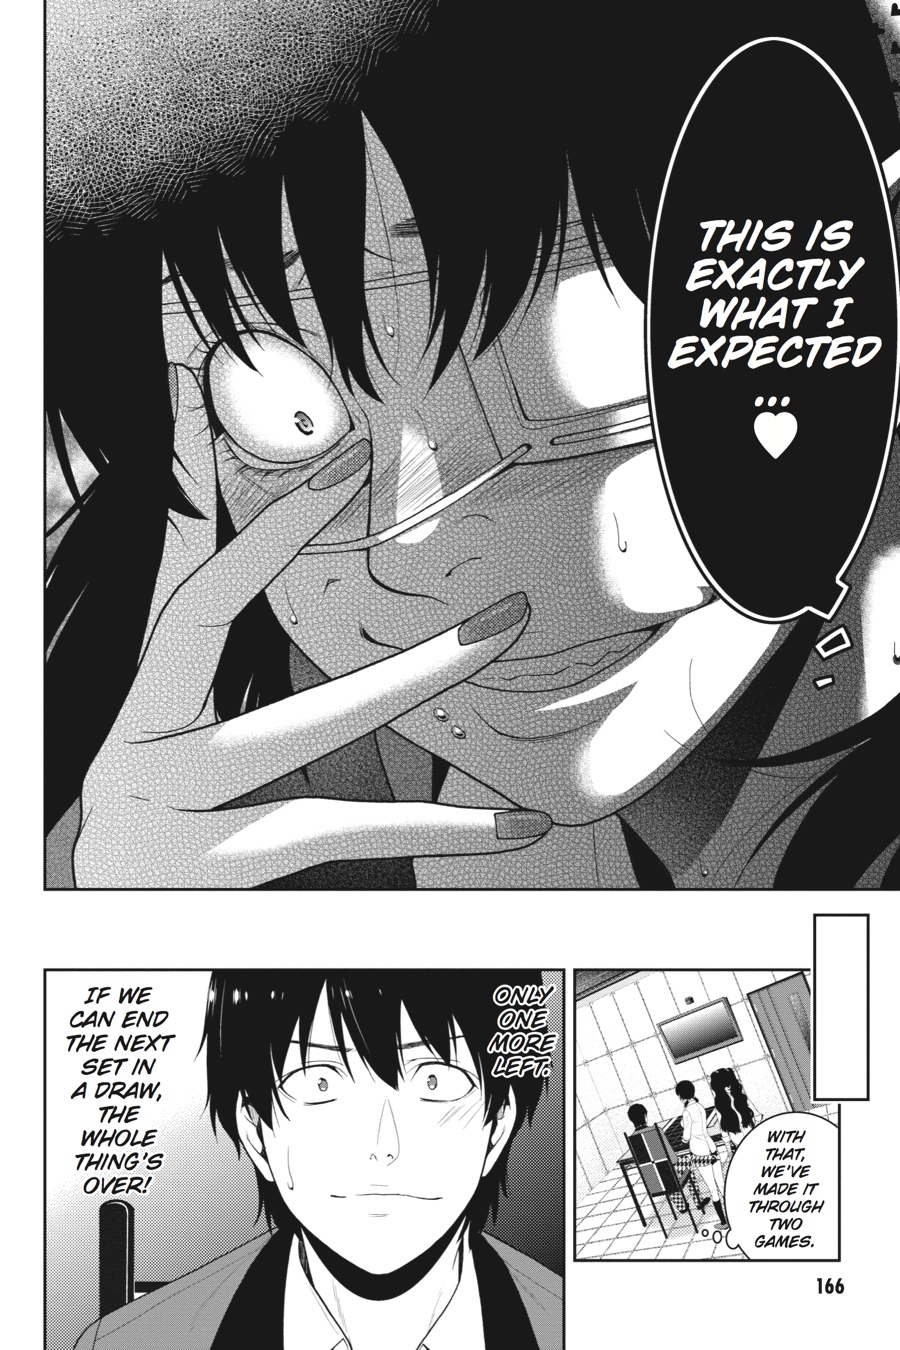 THIS IS
EXACTLY
WHAT I
EXPECTED
...♥
WITH
THAT,
WE'VE
MADE IT
THROUGH
TWO
GAMES.
ONLY
ONE
MORE
LEFT.
IF WE
CAN END
THE NEXT
SET IN
A DRAW,
THE
WHOLE
THING'S
OVER!
166